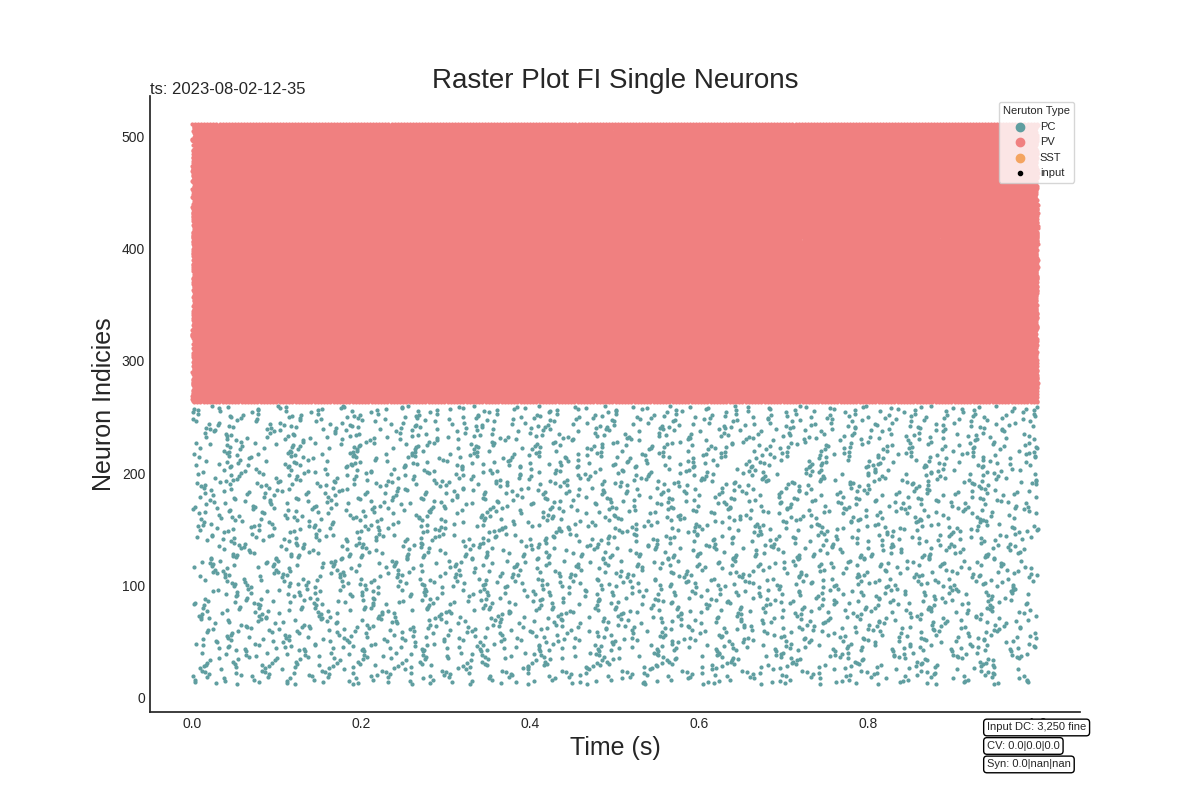 Raster Plot FI Single Neurons
ts: 2023-08-02-12-35
Neruton Type
PC
PV
SST
input
500
400
300
200
100
0
Neuron Indicies
0.0 0.2 0.4 0.6 0.8
Time (s)
Input DC: 3,250 fine
CV: 0.0|0.0|0.0
Syn: 0.0|nan|nan